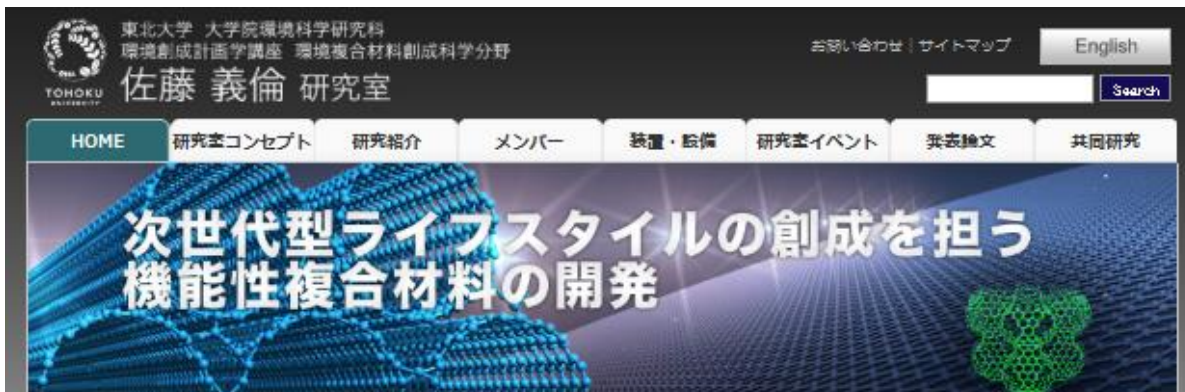 東北大学 大学院環境科学研究科
環境創成計画学講座 環境複合材料創成科学分野
佐藤 義倫 研究室
TOHOKU
UNIVERSITY
お問い合わせ サイトマップ
English
Search
HOME 研究室コンセプト 研究紹介 メンバー 装置・設備 研究室イベント 発表論文 共同研究
次世代型ライフスタイルの創成を担う
機能性複合材料の開発